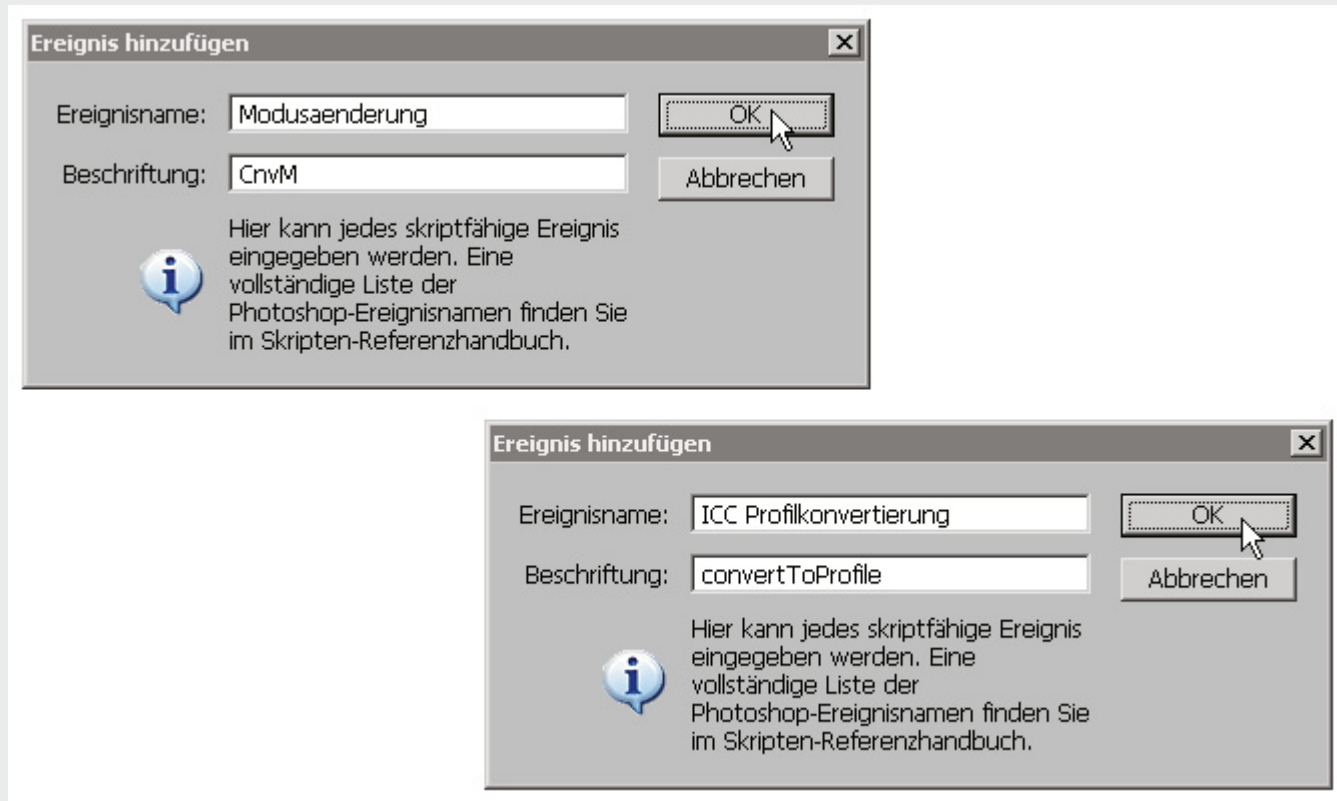 Ereignis hinzufügen
Ereignisname: Modusaenderung OK
Beschriftung: CnvM Abbrechen
Hier kann jedes skriptfähige Ereignis
eingegeben werden. Eine
vollständige Liste der
Photoshop-Ereignisnamen finden Sie
im Skripten-Referenzhandbuch.
Ereignis hinzufügen
Ereignisname: ICC Profilkonvertierung OK
Beschriftung: convertToProfile Abbrechen
Hier kann jedes skriptfähige Ereignis
eingegeben werden. Eine
vollständige Liste der
Photoshop-Ereignisnamen finden Sie
im Skripten-Referenzhandbuch.